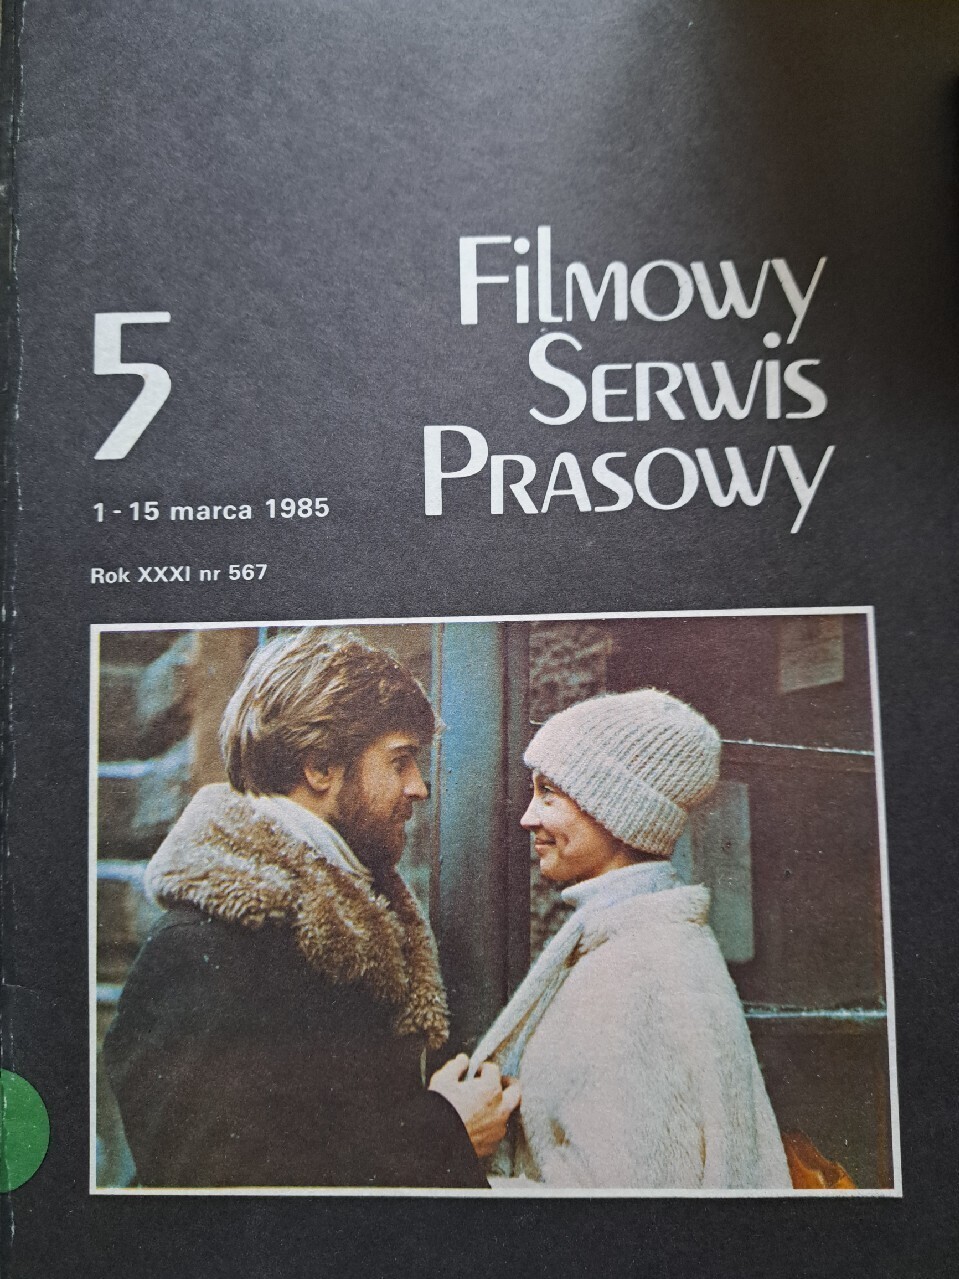 Filmowy
Serwis
Prasowy
5
1-15 marca 1985
Rok XXXI nr 567